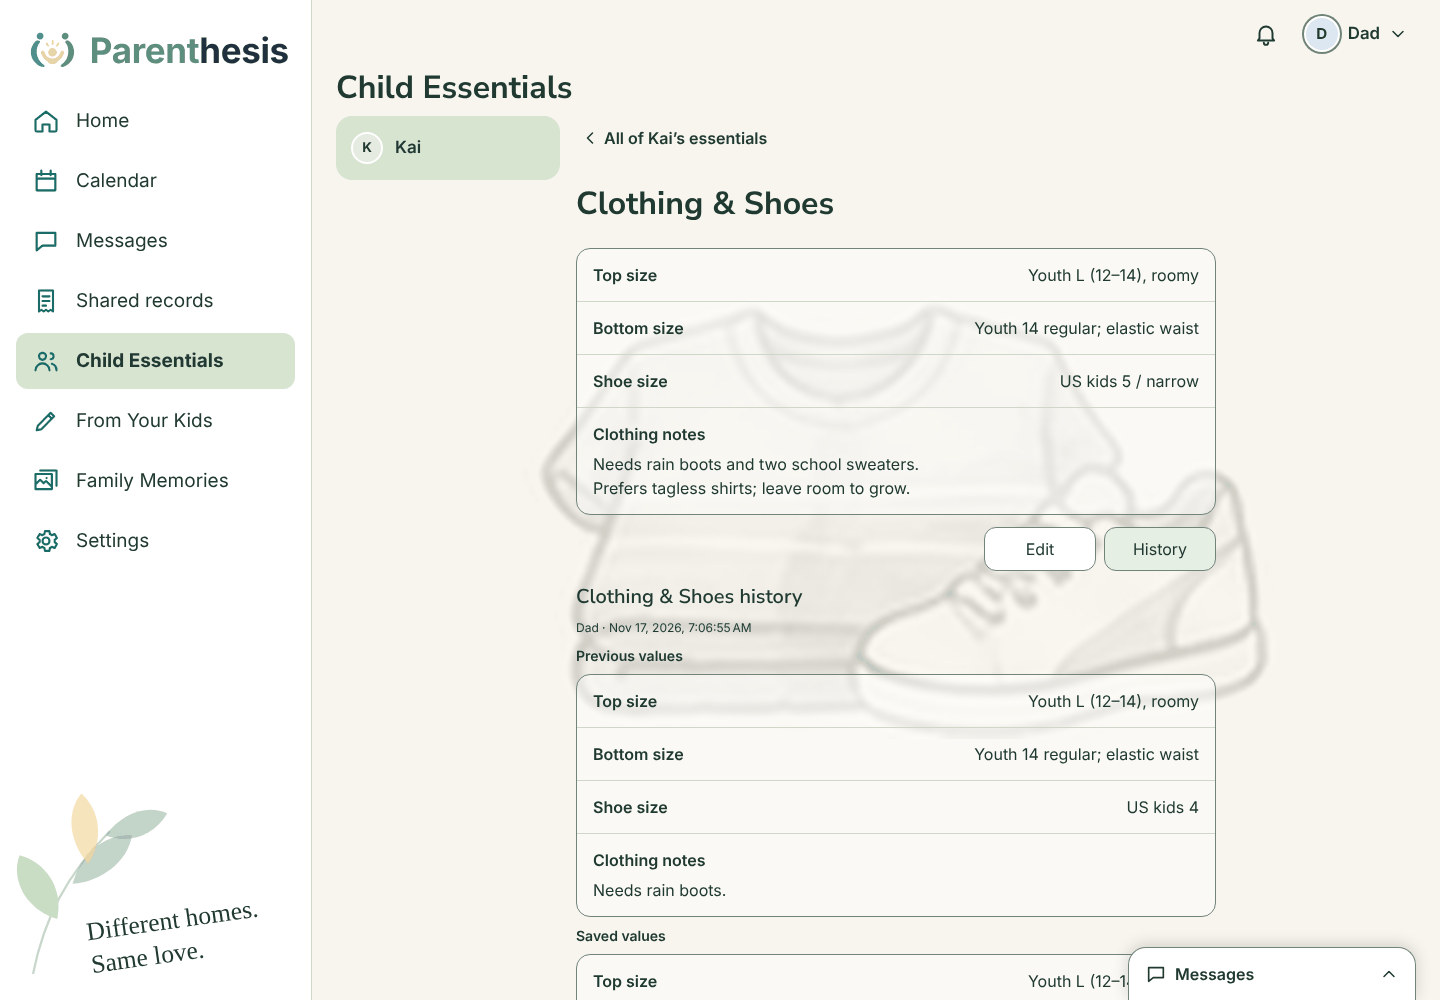 Parenthesis
Home
Calendar
Messages
Shared records
Child Essentials
From Your Kids
Family Memories
Settings
Different homes.
Same love.
D Dad
Child Essentials
K Kai
All of Kai’s essentials
Clothing & Shoes
Top size Youth L (12–14), roomy
Bottom size Youth 14 regular; elastic waist
Shoe size US kids 5 / narrow
Clothing notes
Needs rain boots and two school sweaters.
Prefers tagless shirts; leave room to grow.
Edit History
Clothing & Shoes history
Dad · Nov 17, 2026, 7:06:55 AM
Previous values
Top size Youth L (12–14), roomy
Bottom size Youth 14 regular; elastic waist
Shoe size US kids 4
Clothing notes
Needs rain boots.
Saved values
Top size Youth L
Messages